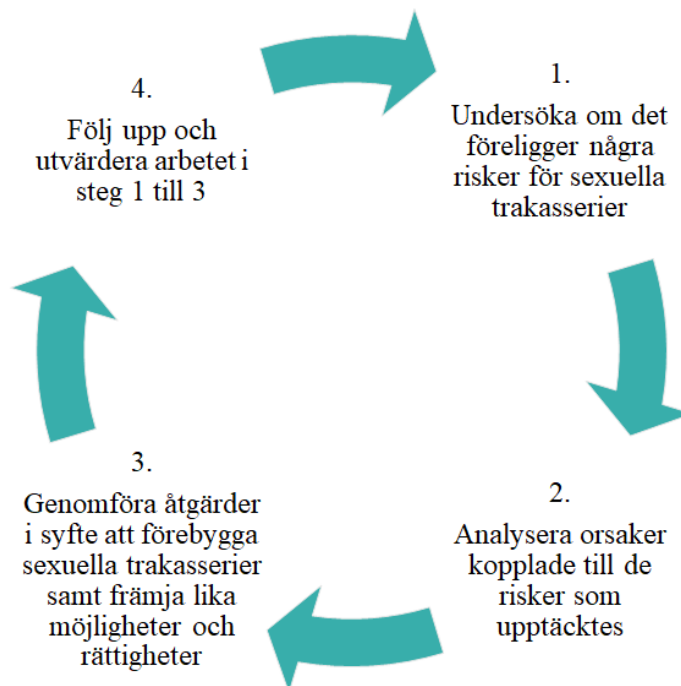 1.
Undersöka om det
föreligger några
risker för sexuella
trakasserier
2.
Analysera orsaker
kopplade till de
risker som
upptäcktes
3.
Genomföra åtgärder
i syfte att förebygga
sexuella trakasserier
samt främja lika
möjligheter och
rättigheter
4.
Följ upp och
utvärdera arbetet i
steg 1 till 3